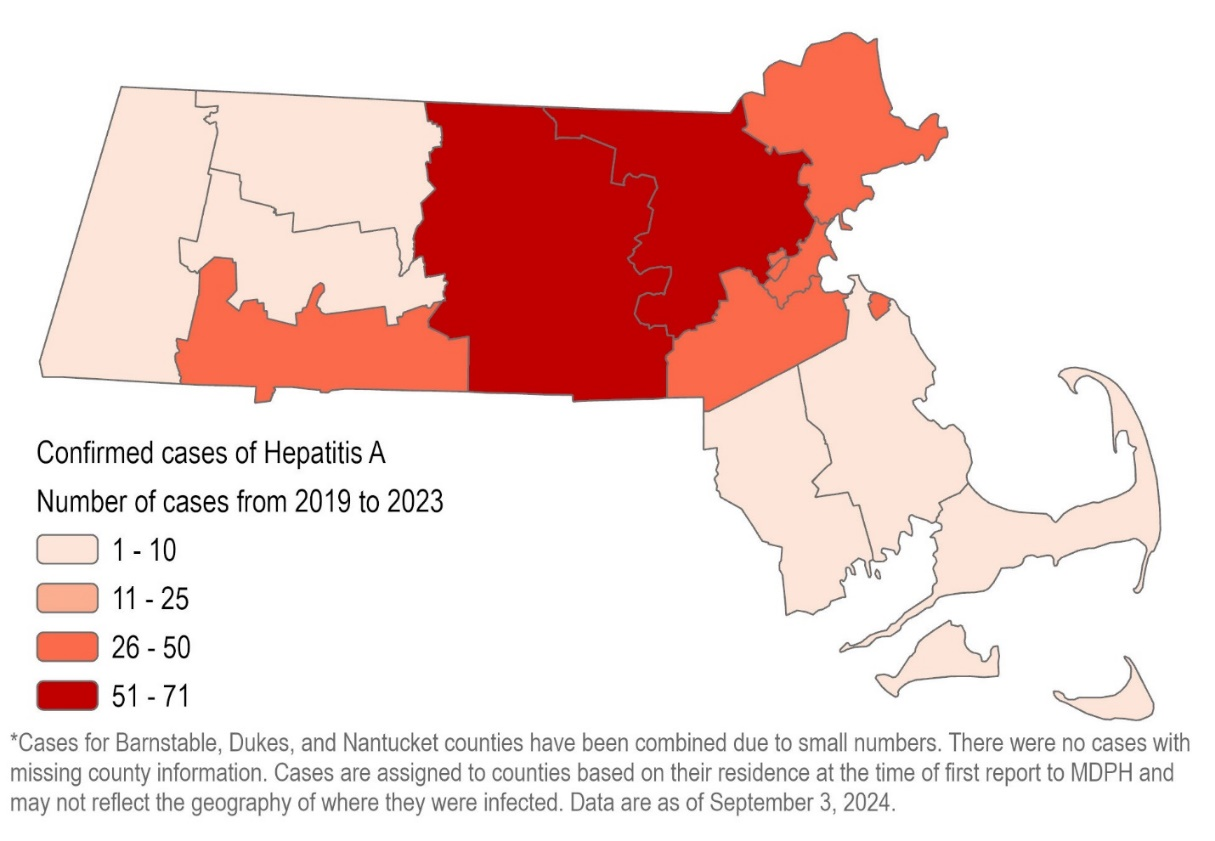 Confirmed cases of Hepatitis A
Number of cases from 2019 to 2023
1 - 10
11 - 25
26 - 50
51 - 71
*Cases for Barnstable, Dukes, and Nantucket counties have been combined due to small numbers. There were no cases with
missing county information. Cases are assigned to counties based on their residence at the time of first report to MDPH and
may not reflect the geography of where they were infected. Data are as of September 3, 2024.